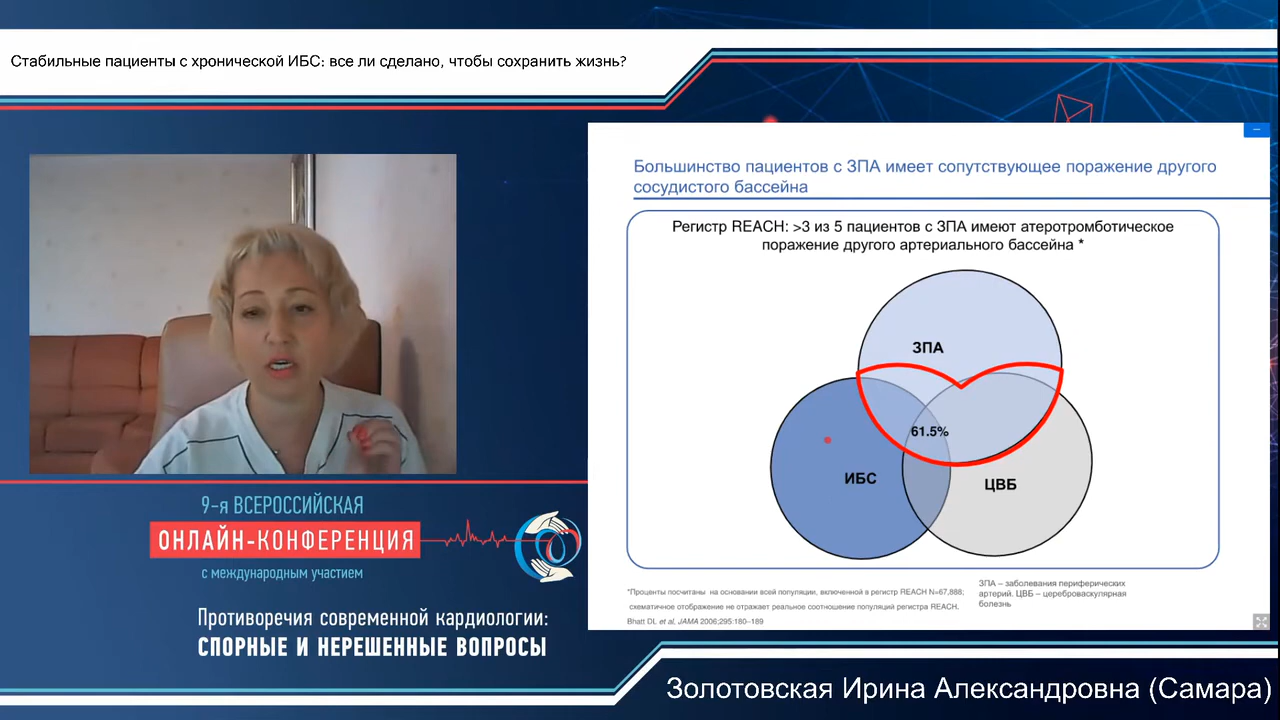 Стабильные пациенты с хронической ИБС: все ли сделано, чтобы сохранить жизнь?
Большинство пациентов с ЗПА имеет сопутствующее поражение другого
сосудистого бассейна
Регистр REACH: >3 из 5 пациентов с ЗПА имеют атеротромботическое
поражение другого артериального бассейна *
ЗПА
61.5%
ИБС
ЦВБ
*Проценты посчитаны на основании всей популяции, включенной в регистр REACH N=67,888;
схематичное отображение не отражает реальное соотношение популяций регистра REACH.
Bhatt DL et al, JAMA 2006;295:180–189
ЗПА – заболевания периферических
артерий. ЦВБ – цереброваскулярная
болезнь
9-я ВСЕРОССИЙСКАЯ
ОНЛАЙН-КОНФЕРЕНЦИЯ
с международным участием
Противоречия современной кардиологии:
СПОРНЫЕ И НЕРЕШЕННЫЕ ВОПРОСЫ
Золотовская Ирина Александровна (Самара)